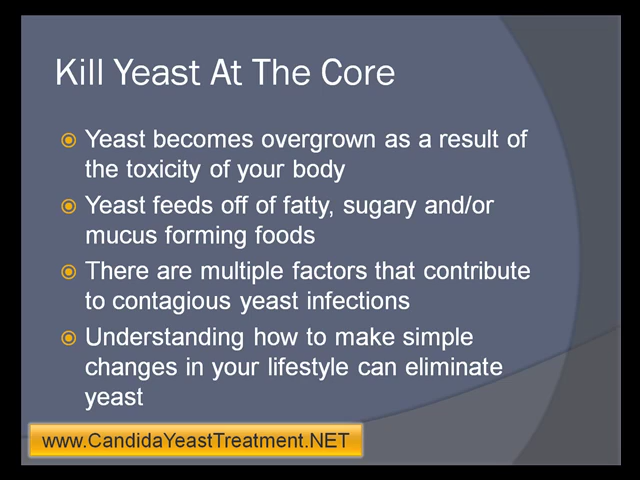 Kill Yeast At The Core
Yeast becomes overgrown as a result of
the toxicity of your body
Yeast feeds off of fatty, sugary and/or
mucus forming foods
There are multiple factors that contribute
to contagious yeast infections
Understanding how to make simple
changes in your lifestyle can eliminate
yeast
www.CandidaYeastTreatment.NET